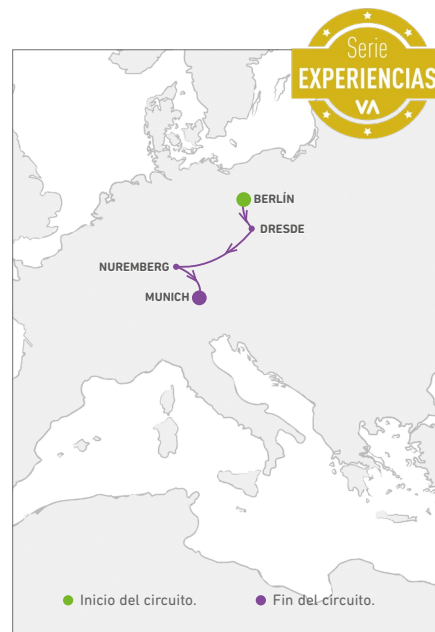 Serie
EXPERIENCIAS
VA
BERLÍN
DRESDE
NUREMBERG
MUNICH
Inicio del circuito.
Fin del circuito.